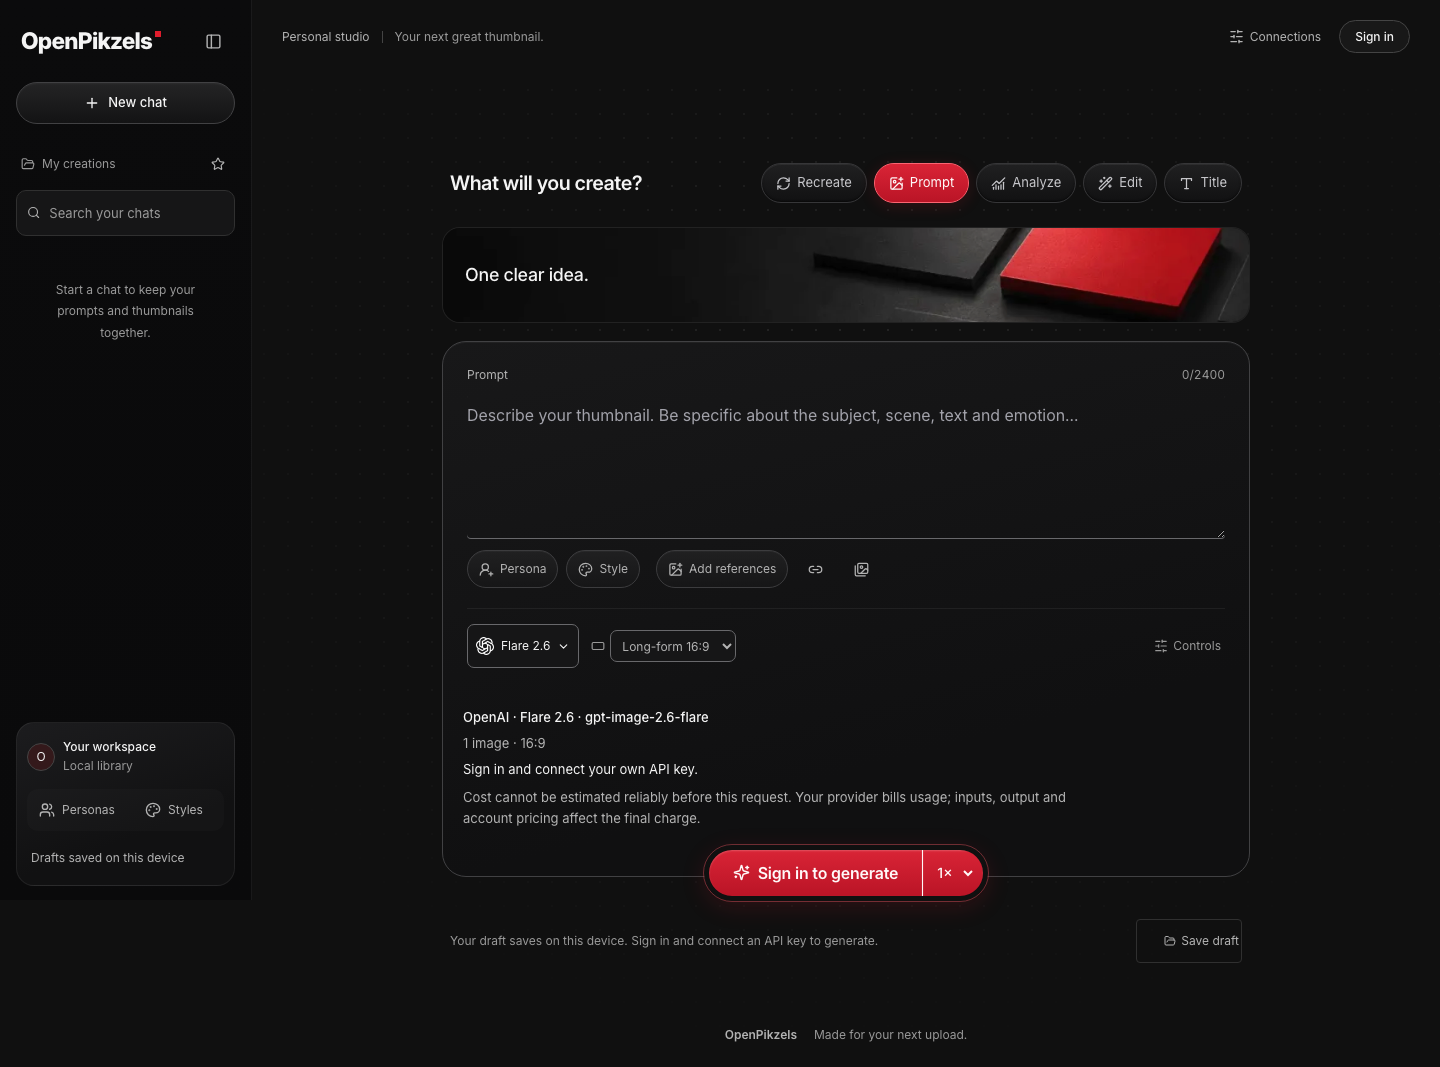 OpenPikzels
New chat
My creations
Search your chats
Start a chat to keep your
prompts and thumbnails
together.
O
Your workspace
Local library
Personas
Styles
Drafts saved on this device
Personal studio
Your next great thumbnail.
Connections
Sign in
What will you create?
Recreate
Prompt
Analyze
Edit
Title
One clear idea.
Prompt
0/2400
Describe your thumbnail. Be specific about the subject, scene, text and emotion...
Persona
Style
Add references
Flare 2.6
Long-form 16:9
Controls
OpenAI · Flare 2.6 · gpt-image-2.6-flare
1 image · 16:9
Sign in and connect your own API key.
Cost cannot be estimated reliably before this request. Your provider bills usage; inputs, output and
account pricing affect the final charge.
Sign in to generate
1×
Your draft saves on this device. Sign in and connect an API key to generate.
Save draft
OpenPikzels
Made for your next upload.